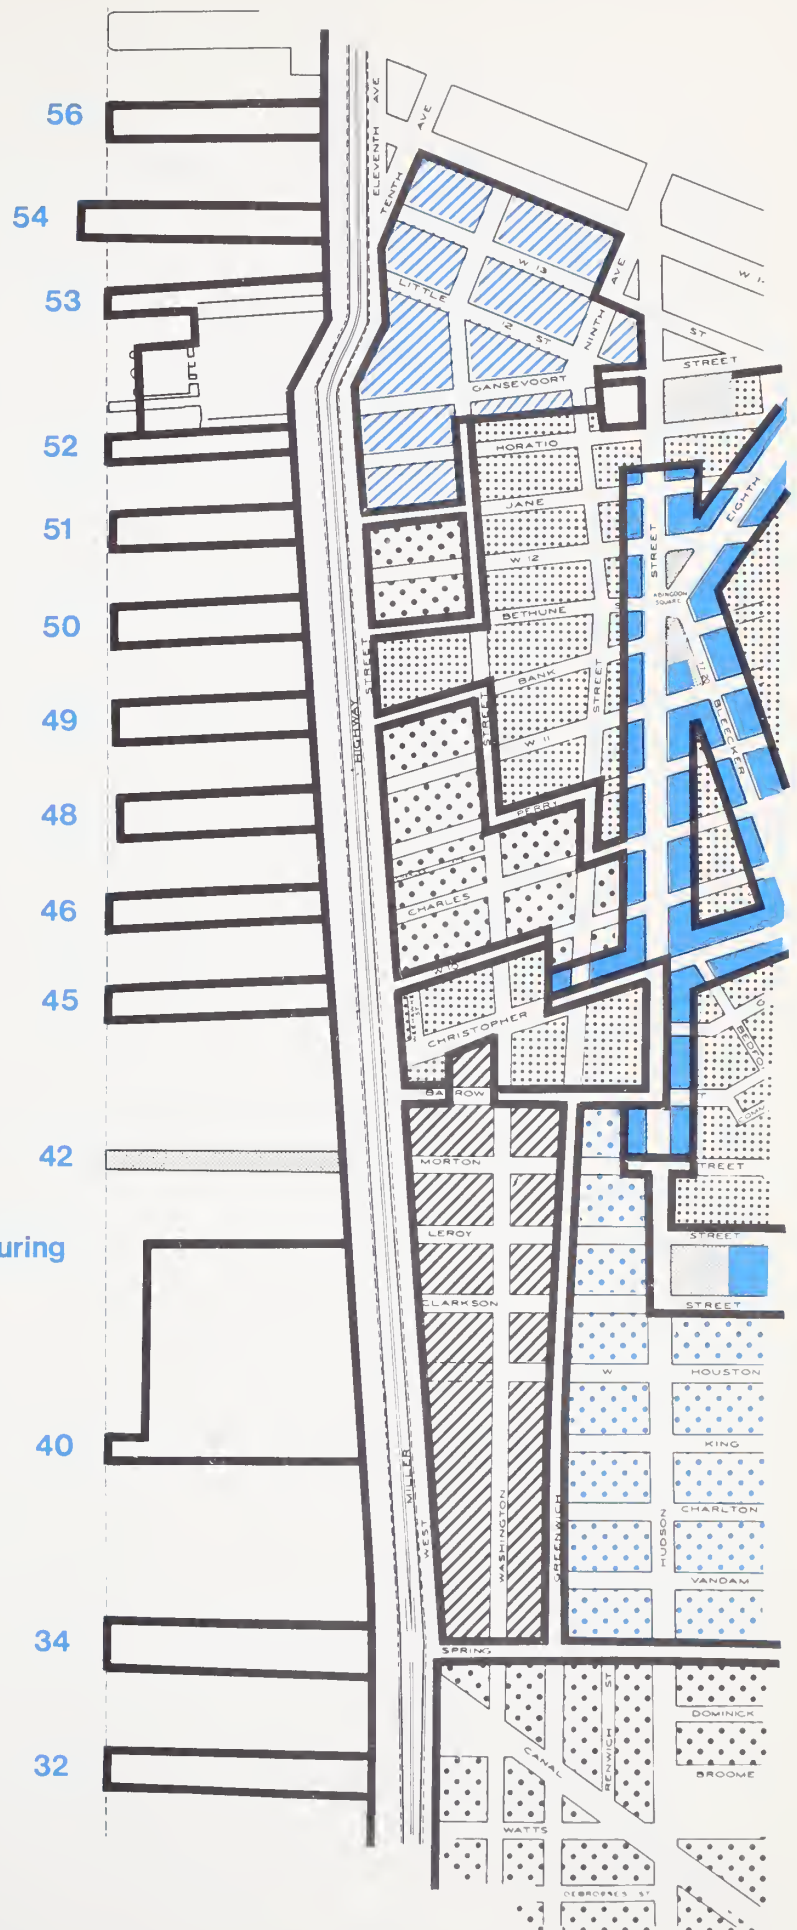 56
54
53
52
51
50
49
48
46
45
42
uring
40
34
32
ELEVENTH AVE
TENTH AVE
W 13
LITTLE
12 ST
NINTH AVE
ST
STREET
GANSEVOORT
HORATIO
JANE
EIGHTH
W 12
STREET
ABINGDON
SQUARE
BETHUNE
STREET
BANK
STREET
STREET
BLEECKER
HIGHWAY
W 11
PERRY
CHARLES
W 10
CHRISTOPHER
BARROW
MORTON
STREET
LEROY
STREET
CLARKSON
STREET
W
HOUSTON
KING
MILLER
WEST
WASHINGTON
GREENWICH
HUDSON
CHARLTON
VANDAM
SPRING
RENWICH ST
DOMINICK
CANAL
BROOME
WATTS
DESBROSSES ST